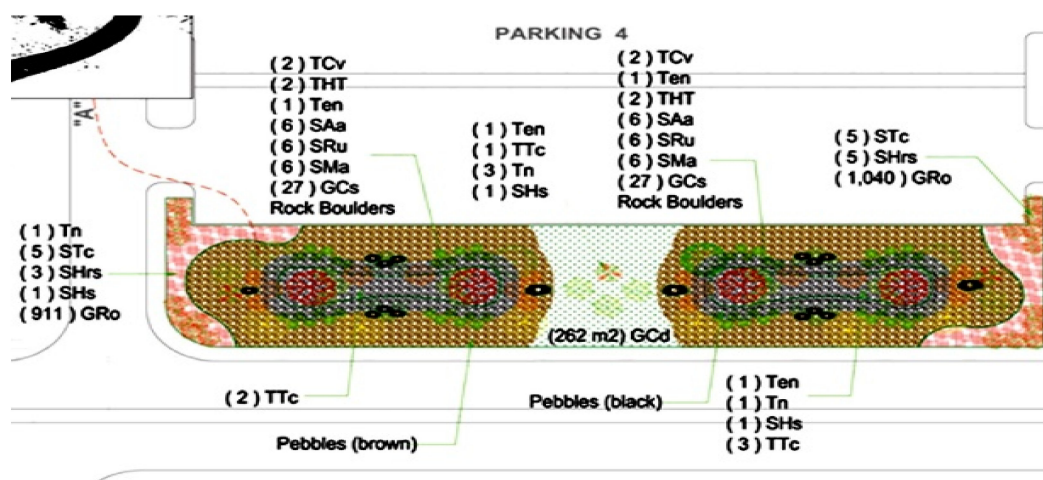 PARKING 4
"A"
( 2 ) TCv
( 2 ) THT
( 1 ) Ten
( 6 ) SAa
( 6 ) SRu
( 6 ) SMa
( 27 ) GCs
Rock Boulders
( 1 ) Ten
( 1 ) TTc
( 3 ) Tn
( 1 ) SHs
( 2 ) TCv
( 1 ) Ten
( 2 ) THT
( 6 ) SAa
( 6 ) SRu
( 6 ) SMa
( 27 ) GCs
Rock Boulders
( 5 ) STc
( 5 ) SHrs
( 1,040 ) GRo
( 1 ) Tn
( 5 ) STc
( 3 ) SHrs
( 1 ) SHs
( 911 ) GRo
(262 m2) GCd
( 2 ) TTc
Pebbles (brown)
Pebbles (black)
( 1 ) Ten
( 1 ) Tn
( 1 ) SHs
( 3 ) TTc